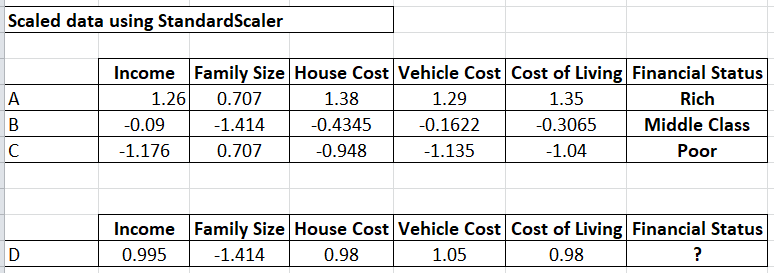 Scaled data using StandardScaler
Income Family Size House Cost Vehicle Cost Cost of Living Financial Status
A 1.26 0.707 1.38 1.29 1.35 Rich
B -0.09 -1.414 -0.4345 -0.1622 -0.3065 Middle Class
C -1.176 0.707 -0.948 -1.135 -1.04 Poor
Income Family Size House Cost Vehicle Cost Cost of Living Financial Status
D 0.995 -1.414 0.98 1.05 0.98 ?